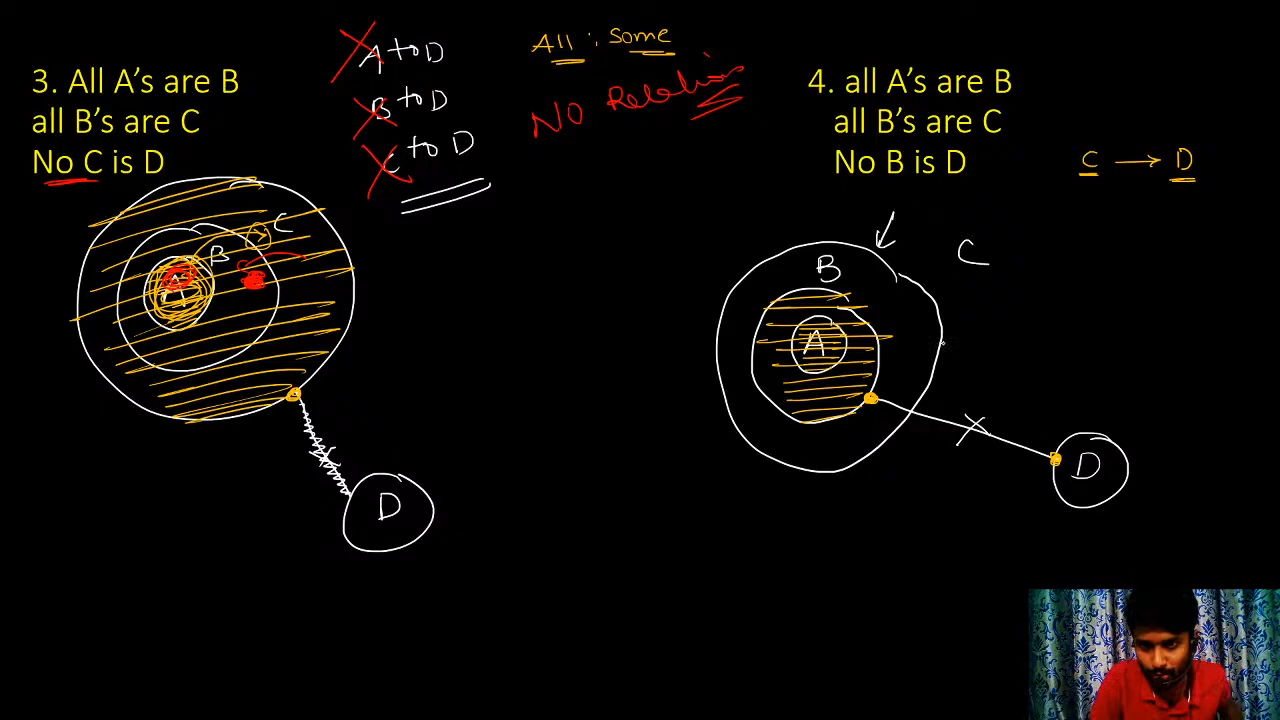 3. All A's are B
all B's are C
No C is D
A to D
B to D
C to D
All : Some
NO Relation
4. all A's are B
all B's are C
No B is D
C → D
C
B
A
D
C
B
A
D